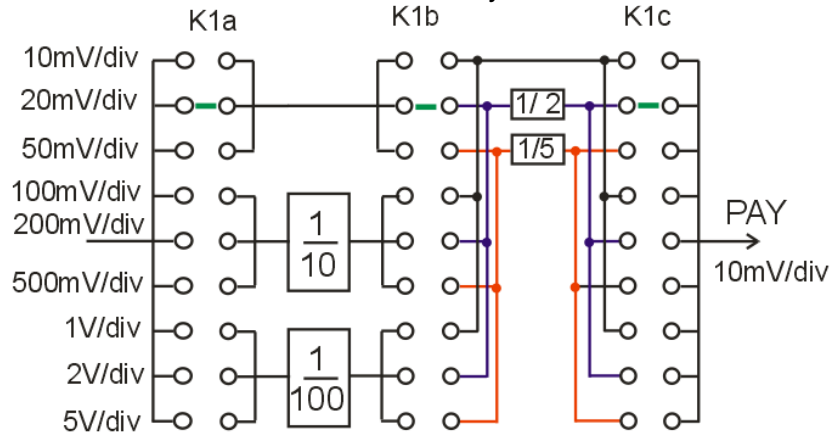 K1a K1b K1c
10mV/div
20mV/div 1/ 2
50mV/div 1/5
100mV/div
200mV/div 1/10 PAY
500mV/div 10mV/div
1V/div
2V/div 1/100
5V/div